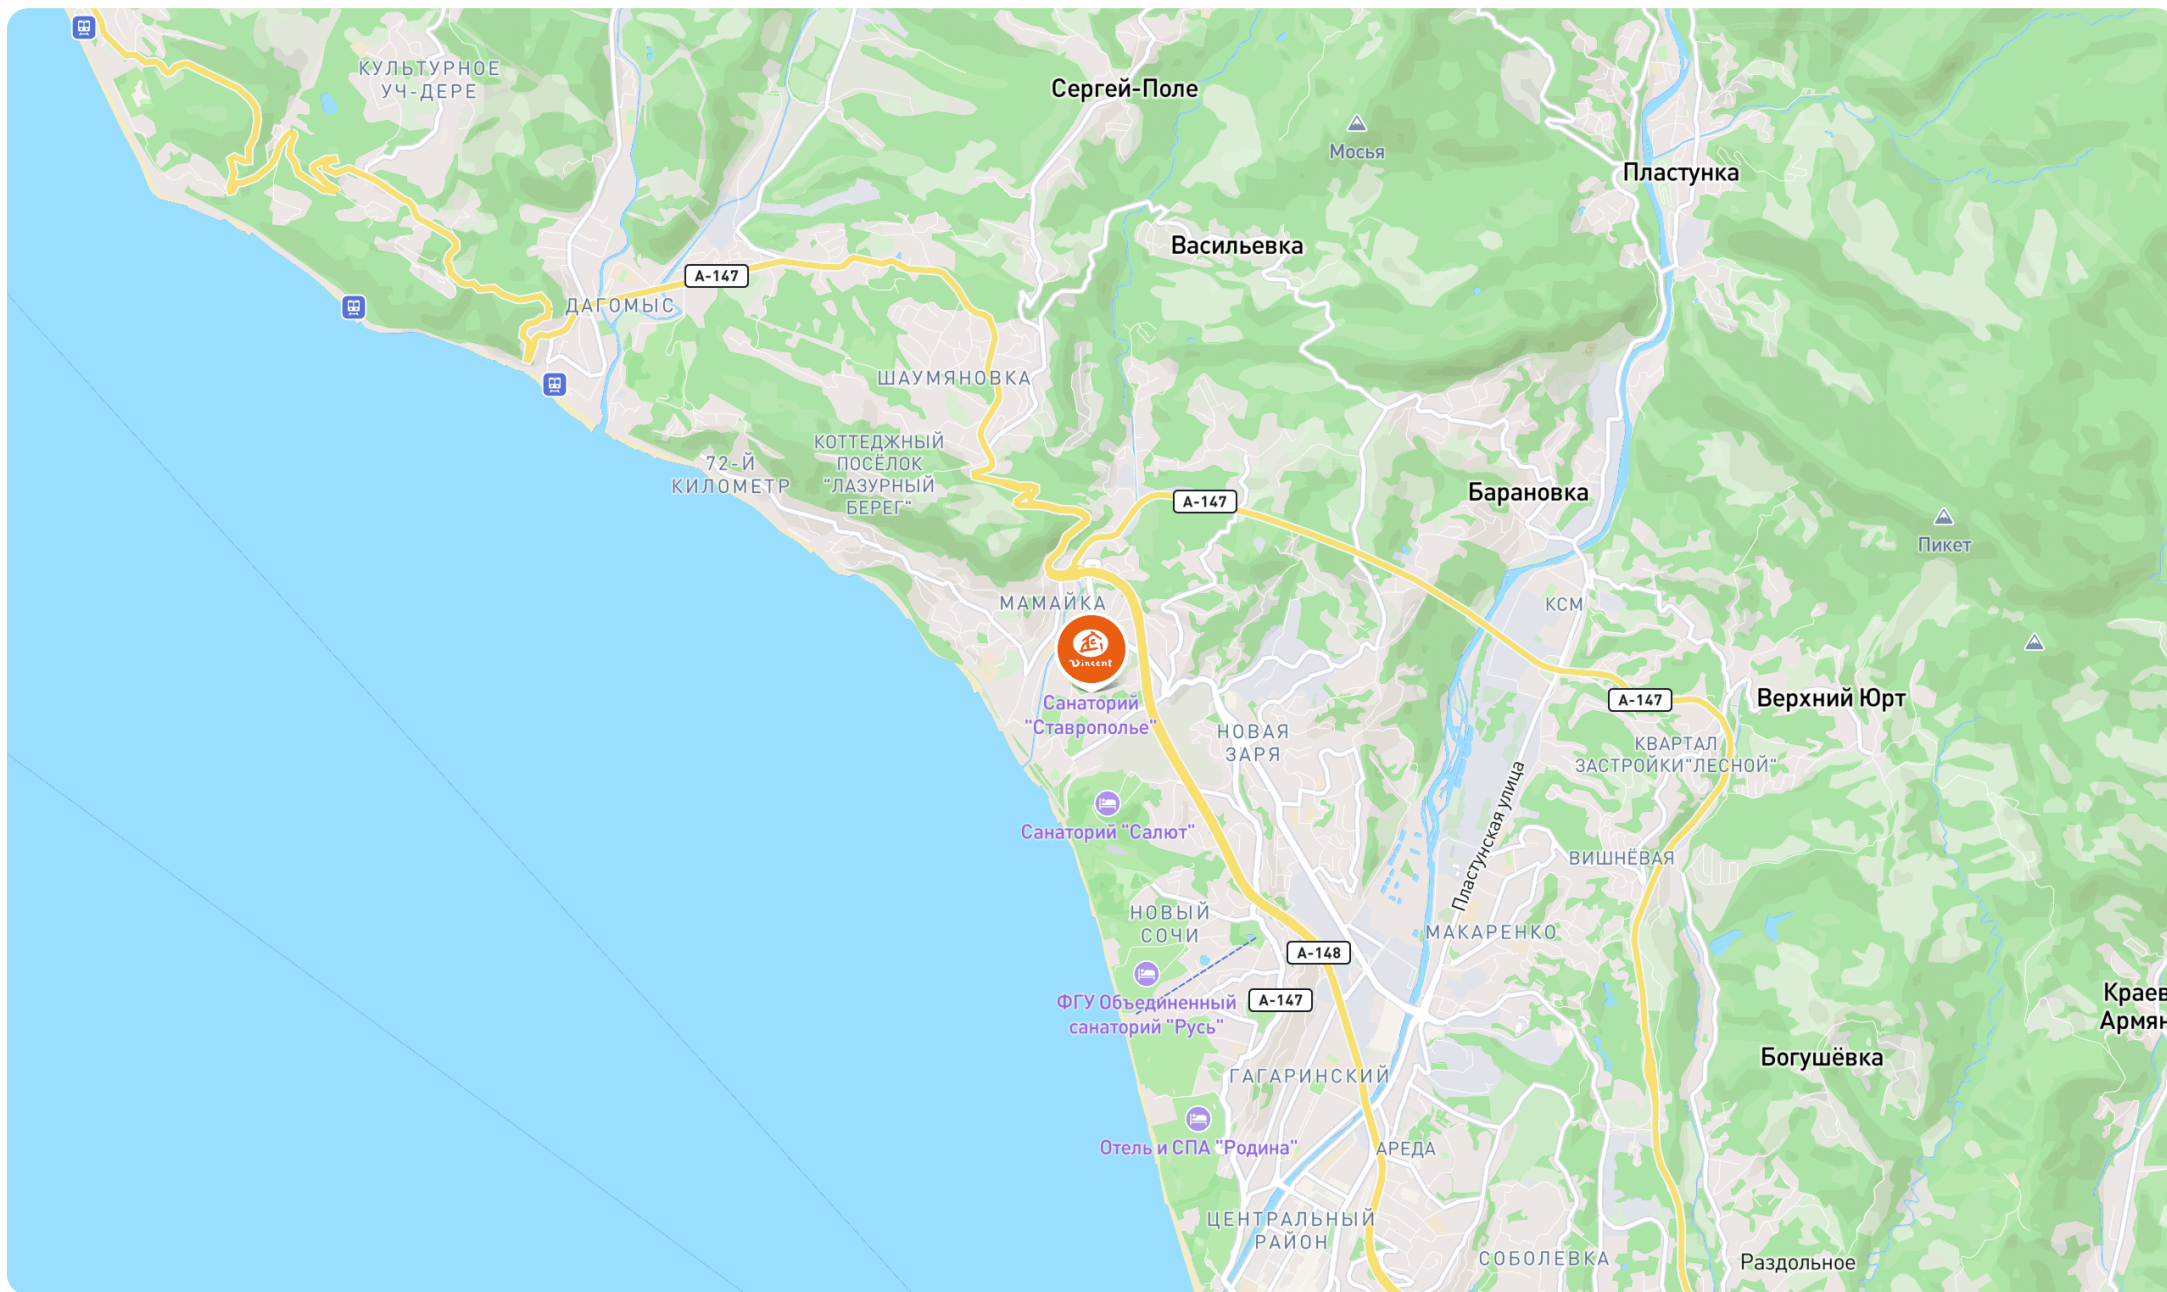 КУЛЬТУРНОЕ
УЧ-ДЕРЕ
Сергей-Поле
Мосья
Пластунка
Васильевка
А-147
ДАГОМЫС
ШАУМЯНОВКА
КОТТЕДЖНЫЙ
ПОСЁЛОК
"ЛАЗУРНЫЙ
БЕРЕГ"
72-Й
КИЛОМЕТР
А-147
Барановка
Пикет
МАМАЙКА
КСМ
Vincent
Санаторий
"Ставрополье"
А-147
Верхний Юрт
НОВАЯ
ЗАРЯ
КВАРТАЛ
ЗАСТРОЙКИ"ЛЕСНОЙ"
Пластунская улица
Санаторий "Салют"
ВИШНЁВАЯ
НОВЫЙ
СОЧИ
МАКАРЕНКО
А-148
ФГУ Объединенный
санаторий "Русь"
А-147
Краев
Армян
Богушёвка
ГАГАРИНСКИЙ
Отель и СПА "Родина"
АРЕДА
ЦЕНТРАЛЬНЫЙ
РАЙОН
СОБОЛЕВКА
Раздольное